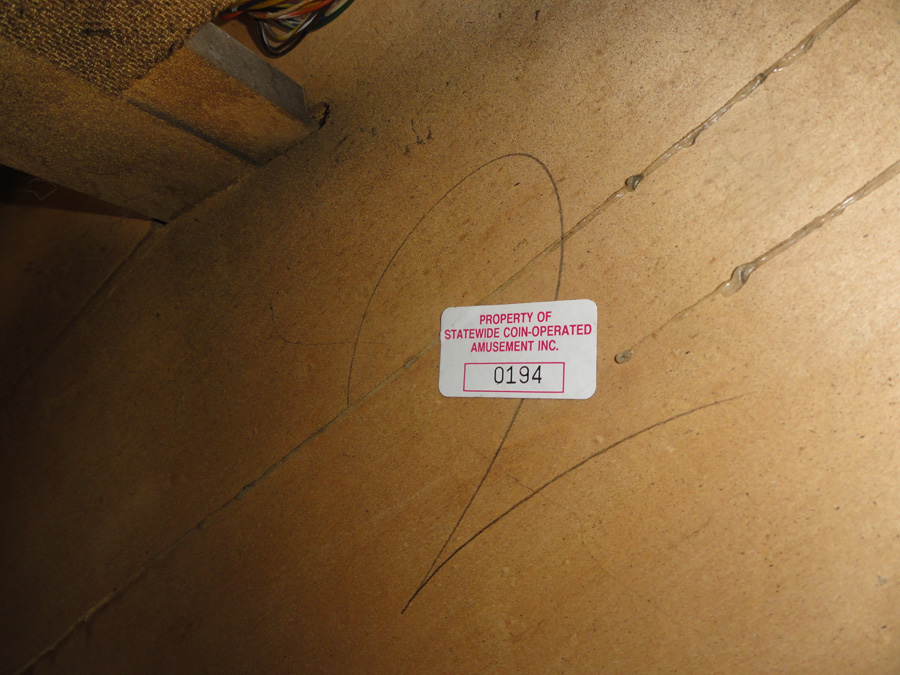 PROPERTY OF
STATEWIDE COIN-OPERATED
AMUSEMENT INC.
0194